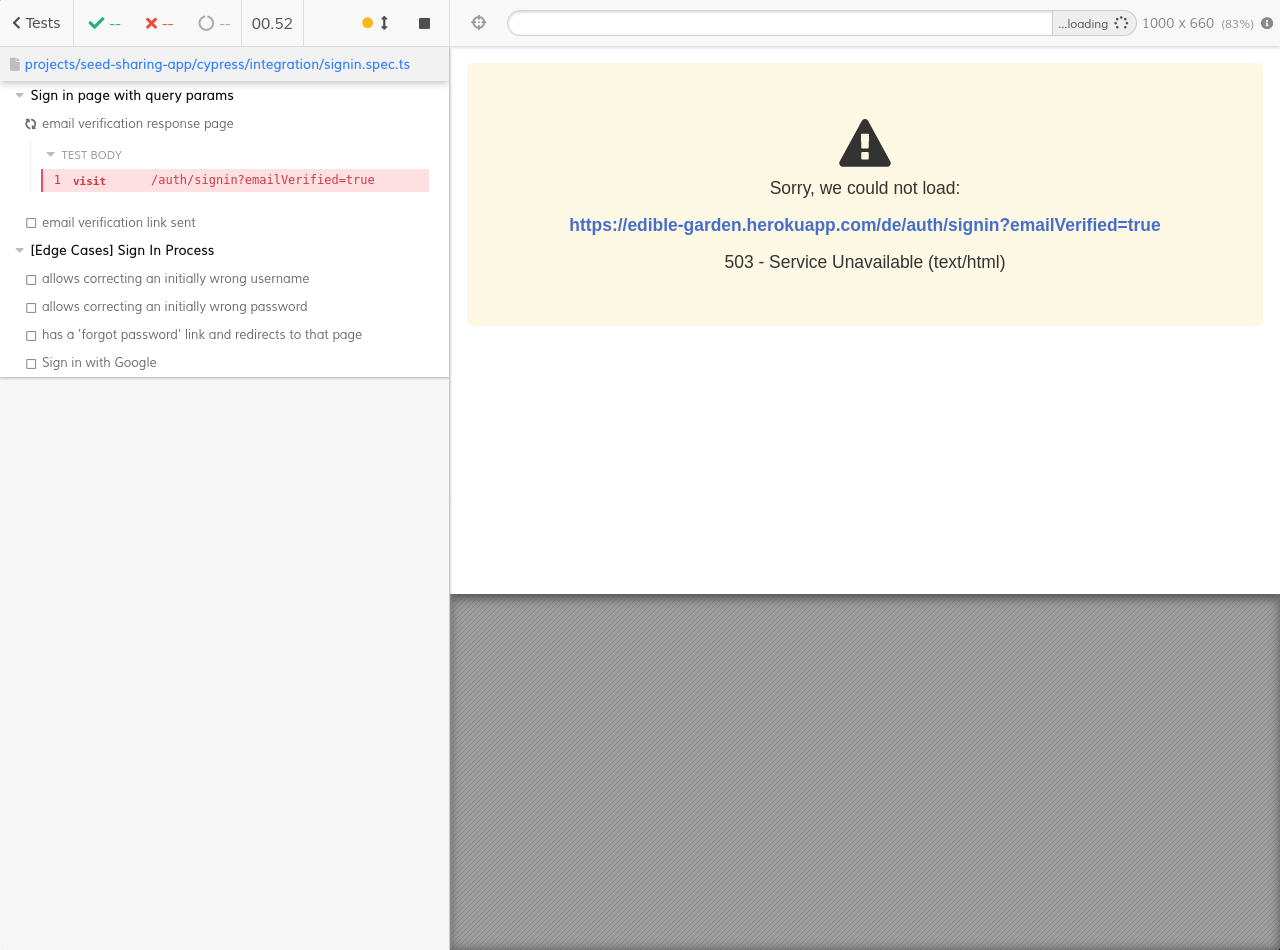 Tests
--
--
--
00.52
...loading
1000 x 660 (83%)
projects/seed-sharing-app/cypress/integration/signin.spec.ts
Sign in page with query params
email verification response page
TEST BODY
1 visit /auth/signin?emailVerified=true
email verification link sent
[Edge Cases] Sign In Process
allows correcting an initially wrong username
allows correcting an initially wrong password
has a 'forgot password' link and redirects to that page
Sign in with Google
Sorry, we could not load:
https://edible-garden.herokuapp.com/de/auth/signin?emailVerified=true
503 - Service Unavailable (text/html)